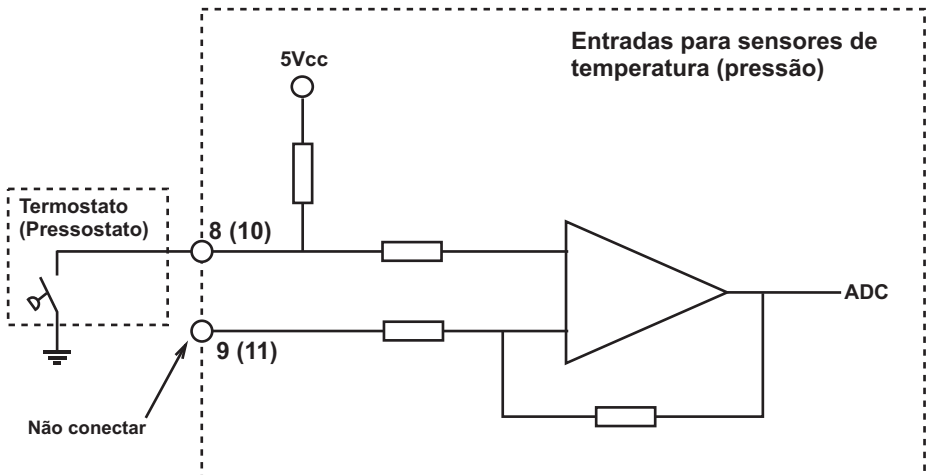 Entradas para sensores de
temperatura (pressão)
5Vcc
Termostato
(Pressostato)
8 (10)
ADC
9 (11)
Não conectar